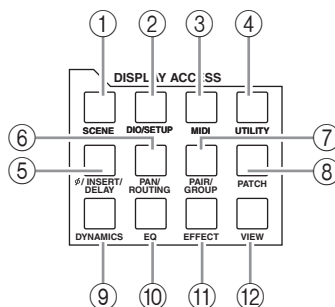 ① ② ③ ④
DISPLAY ACCESS
SCENE DIO/SETUP MIDI UTILITY
⑥ ⑦
⑤ ⑧
ø/INSERT/ DELAY PAN/ ROUTING PAIR/ GROUP PATCH
DYNAMICS EQ EFFECT VIEW
⑨ ⑩ ⑪ ⑫